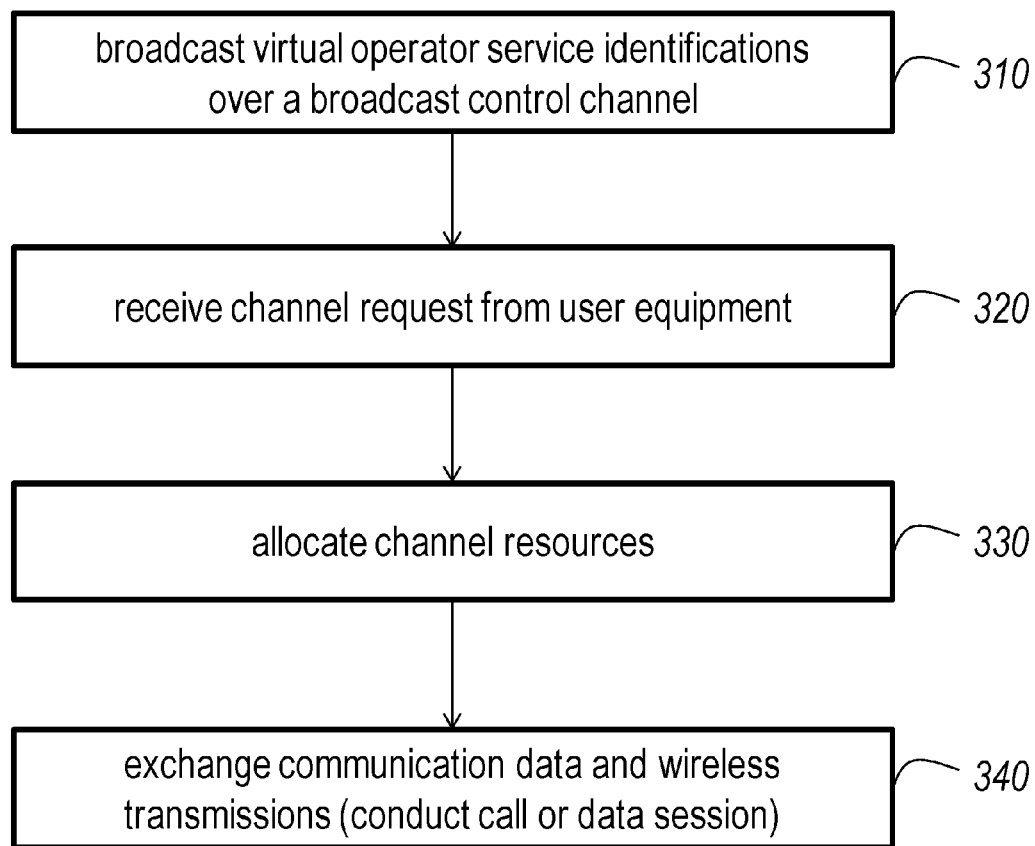 broadcast virtual operator service identifications
over a broadcast control channel
310
receive channel request from user equipment
320
allocate channel resources
330
exchange communication data and wireless
transmissions (conduct call or data session)
340